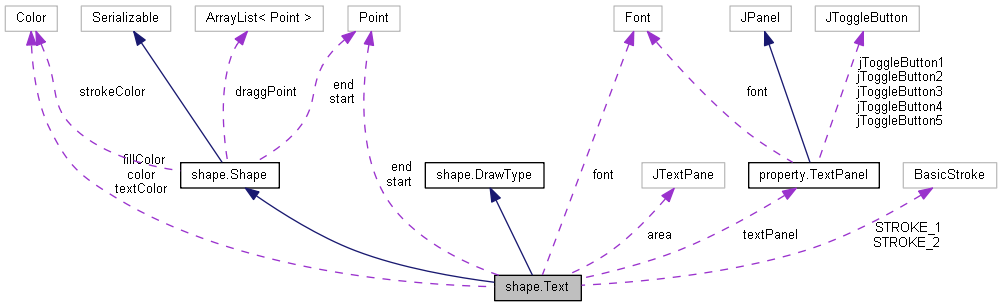 Color
Serializable
ArrayList< Point >
Point
Font
JPanel
JToggleButton
strokeColor
draggPoint
end
start
font
jToggleButton1
jToggleButton2
jToggleButton3
jToggleButton4
jToggleButton5
fillColor
color
textColor
shape.Shape
end
start
shape.DrawType
font
JTextPane
property.TextPanel
BasicStroke
area
textPanel
STROKE_1
STROKE_2
shape.Text